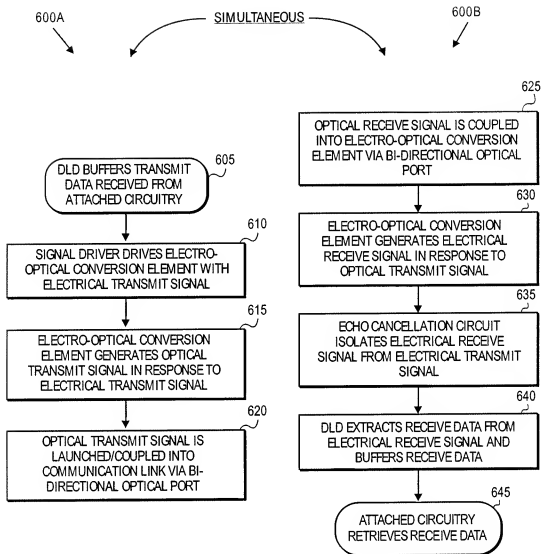 600A
SIMULTANEOUS
600B
605
DLD BUFFERS TRANSMIT
DATA RECEIVED FROM
ATTACHED CIRCUITRY
610
SIGNAL DRIVER DRIVES ELECTRO-
OPTICAL CONVERSION ELEMENT WITH
ELECTRICAL TRANSMIT SIGNAL
615
ELECTRO-OPTICAL CONVERSION
ELEMENT GENERATES OPTICAL
TRANSMIT SIGNAL IN RESPONSE TO
ELECTRICAL TRANSMIT SIGNAL
620
OPTICAL TRANSMIT SIGNAL IS
LAUNCHED/COUPLED INTO
COMMUNICATION LINK VIA BI-
DIRECTIONAL OPTICAL PORT
625
OPTICAL RECEIVE SIGNAL IS COUPLED
INTO ELECTRO-OPTICAL CONVERSION
ELEMENT VIA BI-DIRECTIONAL OPTICAL
PORT
630
ELECTRO-OPTICAL CONVERSION
ELEMENT GENERATES ELECTRICAL
RECEIVE SIGNAL IN RESPONSE TO
OPTICAL TRANSMIT SIGNAL
635
ECHO CANCELLATION CIRCUIT
ISOLATES ELECTRICAL RECEIVE
SIGNAL FROM ELECTRICAL TRANSMIT
SIGNAL
640
DLD EXTRACTS RECEIVE DATA FROM
ELECTRICAL RECEIVE SIGNAL AND
BUFFERS RECEIVE DATA
645
ATTACHED CIRCUITRY
RETRIEVES RECEIVE DATA